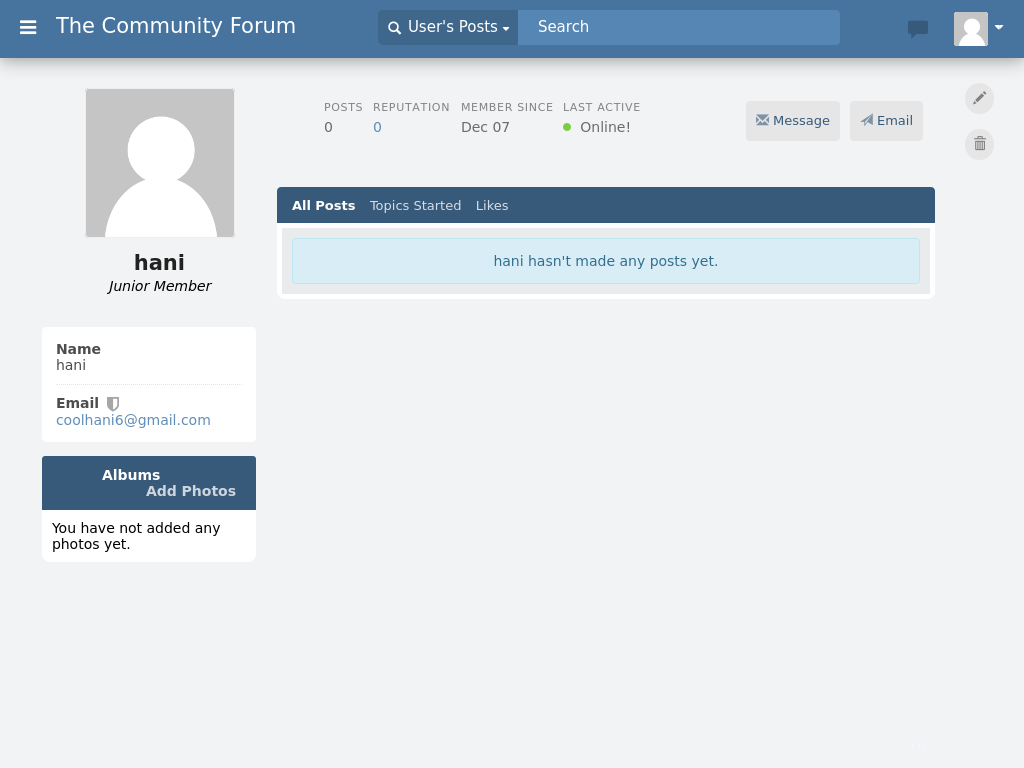 The Community Forum
User's Posts
Search
POSTS REPUTATION MEMBER SINCE LAST ACTIVE
0 0 Dec 07 Online!
Message
Email
hani
Junior Member
All Posts Topics Started Likes
hani hasn't made any posts yet.
Name
hani
Email
coolhani6@gmail.com
Albums
Add Photos
You have not added any
photos yet.